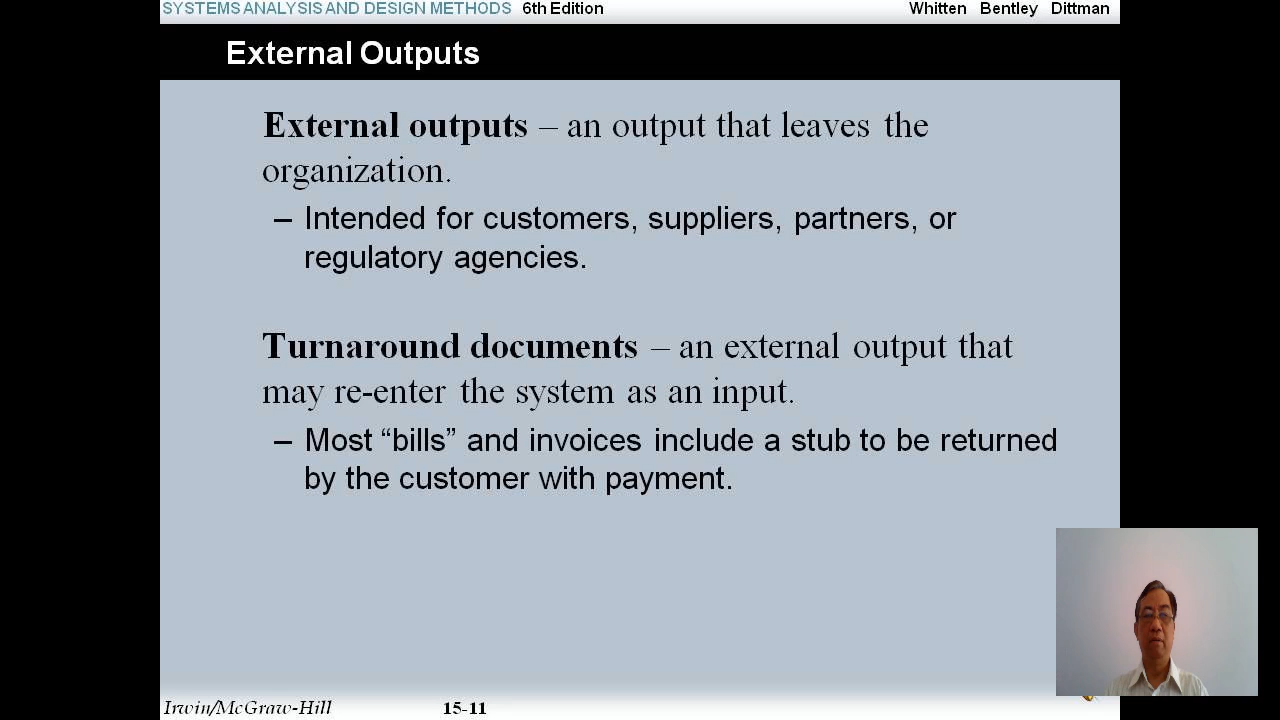 SYSTEMS ANALYSIS AND DESIGN METHODS 6th Edition Whitten Bentley Dittman
External Outputs
External outputs – an output that leaves the
organization.
– Intended for customers, suppliers, partners, or
regulatory agencies.
Turnaround documents – an external output that
may re-enter the system as an input.
– Most “bills” and invoices include a stub to be returned
by the customer with payment.
Irwin/McGraw-Hill 15-11